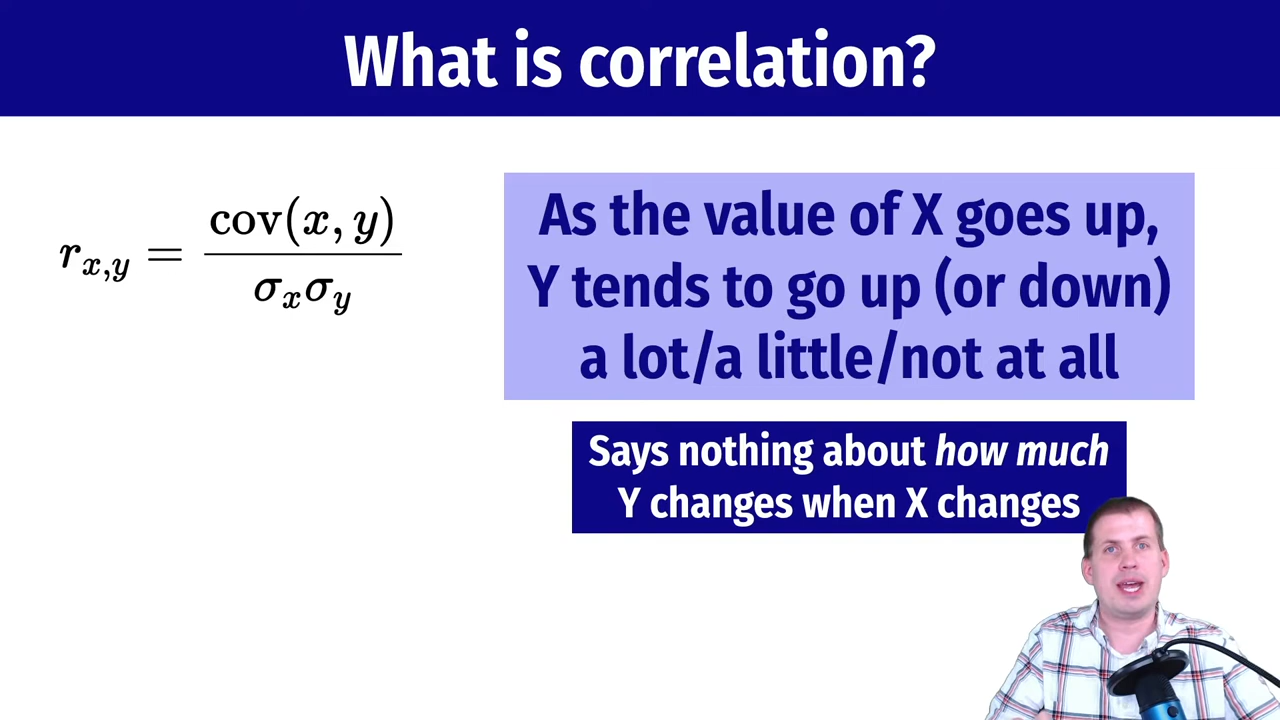 What is correlation?
r_{x,y} = \frac{cov(x, y)}{σ_x σ_y}
As the value of X goes up,
Y tends to go up (or down)
a lot/a little/not at all
Says nothing about how much
Y changes when X changes